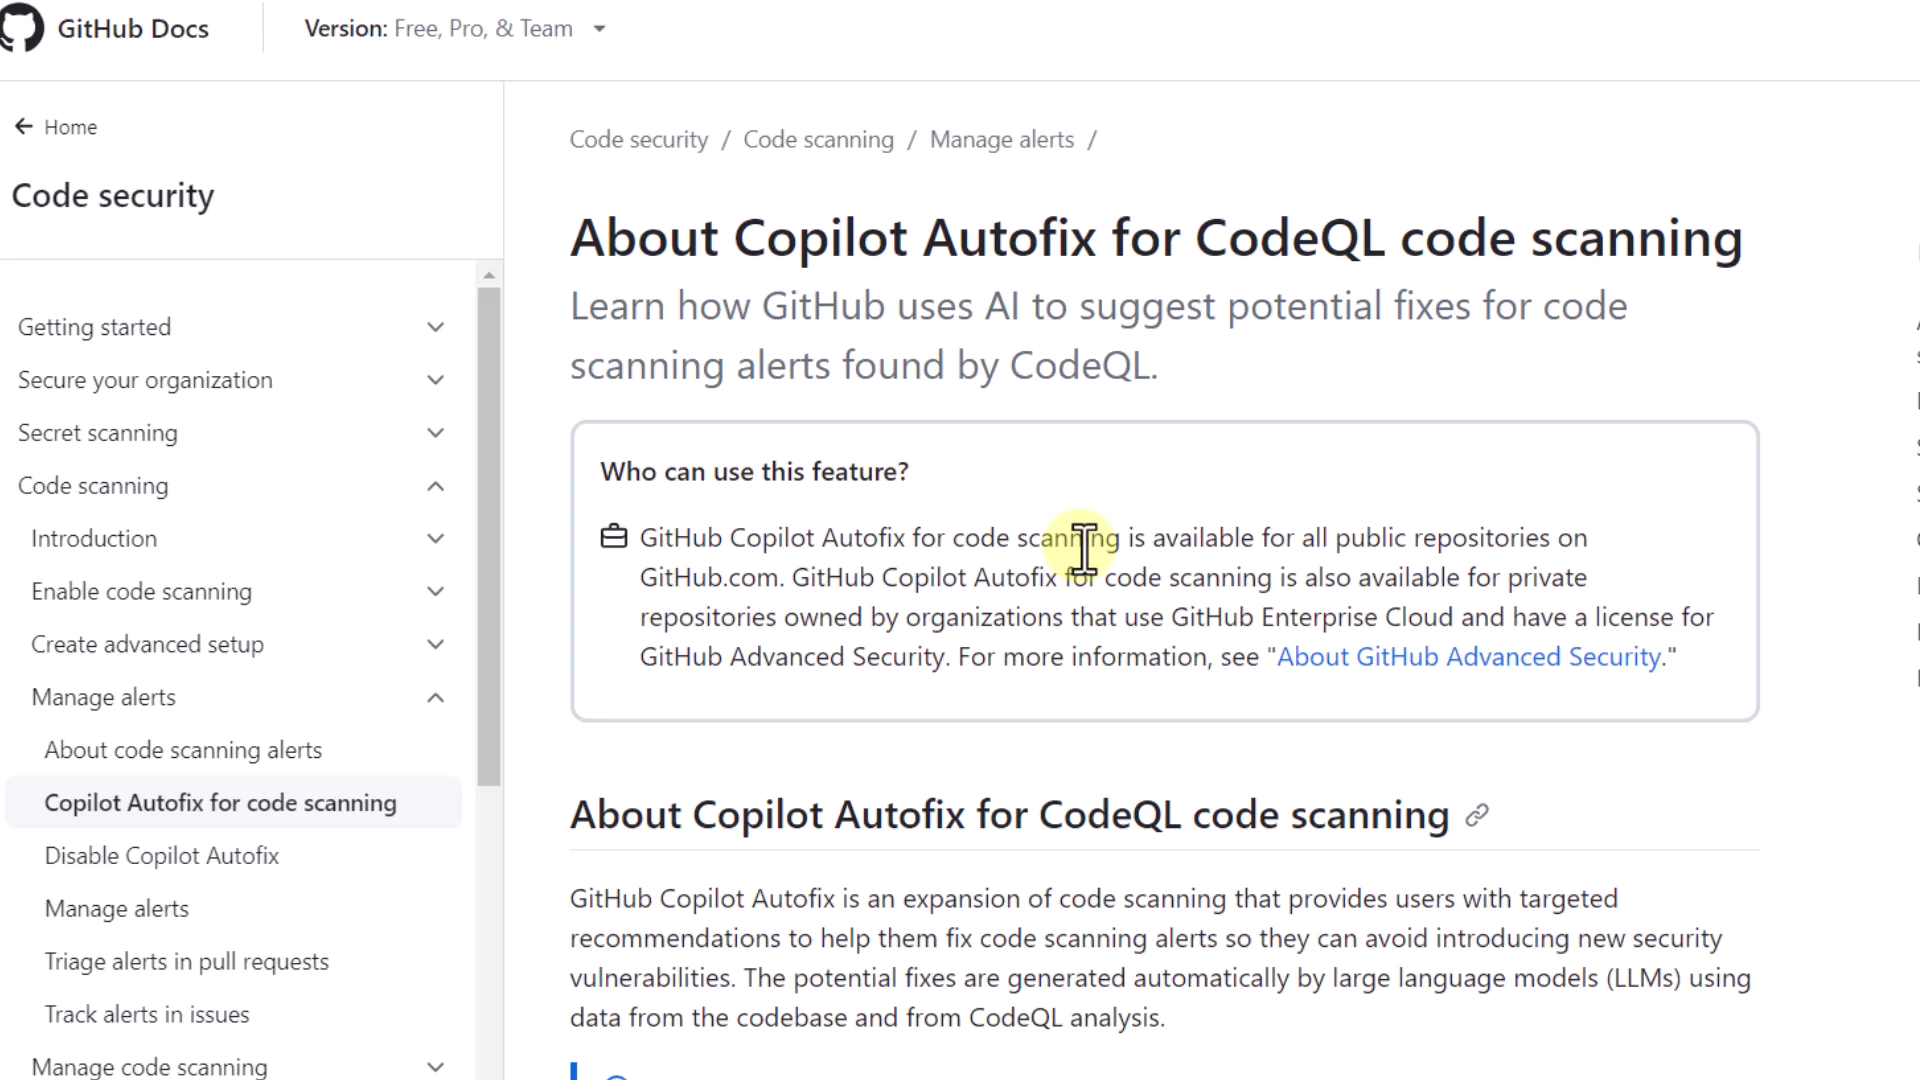 GitHub Docs
Version: Free, Pro, & Team
Home
Code security
Getting started
Secure your organization
Secret scanning
Code scanning
Introduction
Enable code scanning
Create advanced setup
Manage alerts
About code scanning alerts
Copilot Autofix for code scanning
Disable Copilot Autofix
Manage alerts
Triage alerts in pull requests
Track alerts in issues
Manage code scanning
Code security / Code scanning / Manage alerts /
About Copilot Autofix for CodeQL code scanning
Learn how GitHub uses AI to suggest potential fixes for code
scanning alerts found by CodeQL.
Who can use this feature?
GitHub Copilot Autofix for code scanning is available for all public repositories on
GitHub.com. GitHub Copilot Autofix for code scanning is also available for private
repositories owned by organizations that use GitHub Enterprise Cloud and have a license for
GitHub Advanced Security. For more information, see "About GitHub Advanced Security."
About Copilot Autofix for CodeQL code scanning
GitHub Copilot Autofix is an expansion of code scanning that provides users with targeted
recommendations to help them fix code scanning alerts so they can avoid introducing new security
vulnerabilities. The potential fixes are generated automatically by large language models (LLMs) using
data from the codebase and from CodeQL analysis.